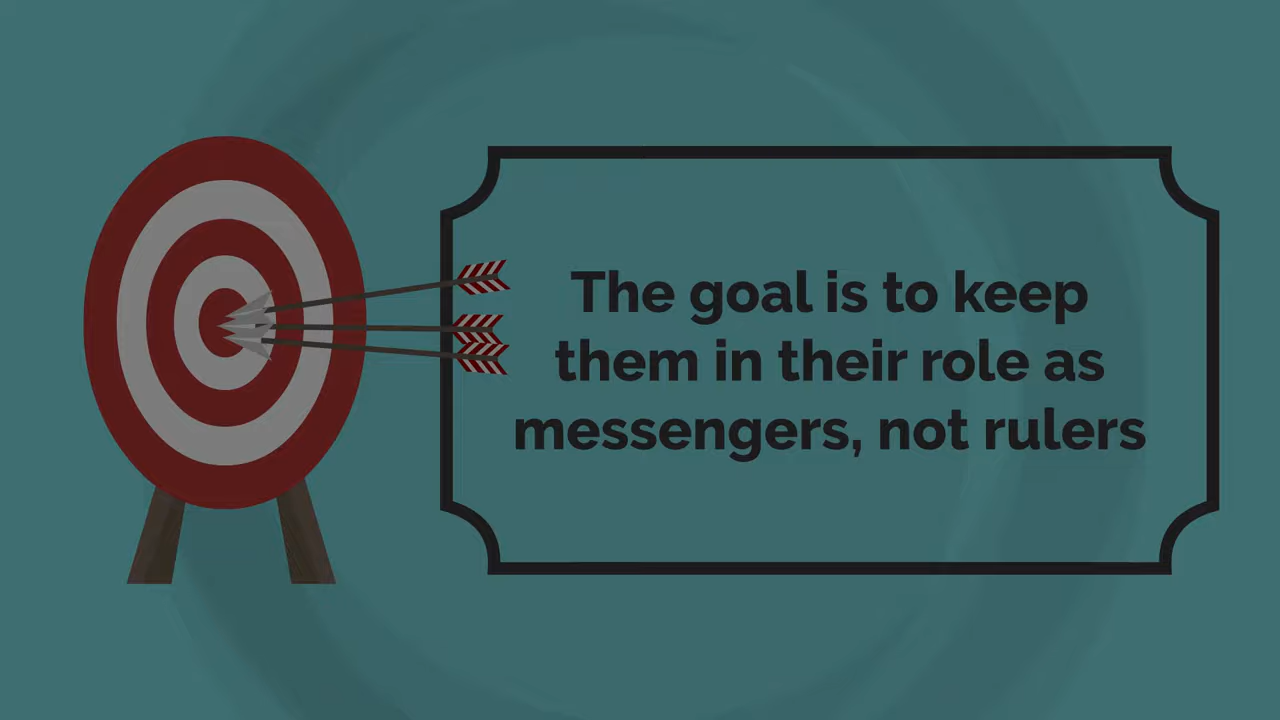 The goal is to keep
them in their role as
messengers, not rulers